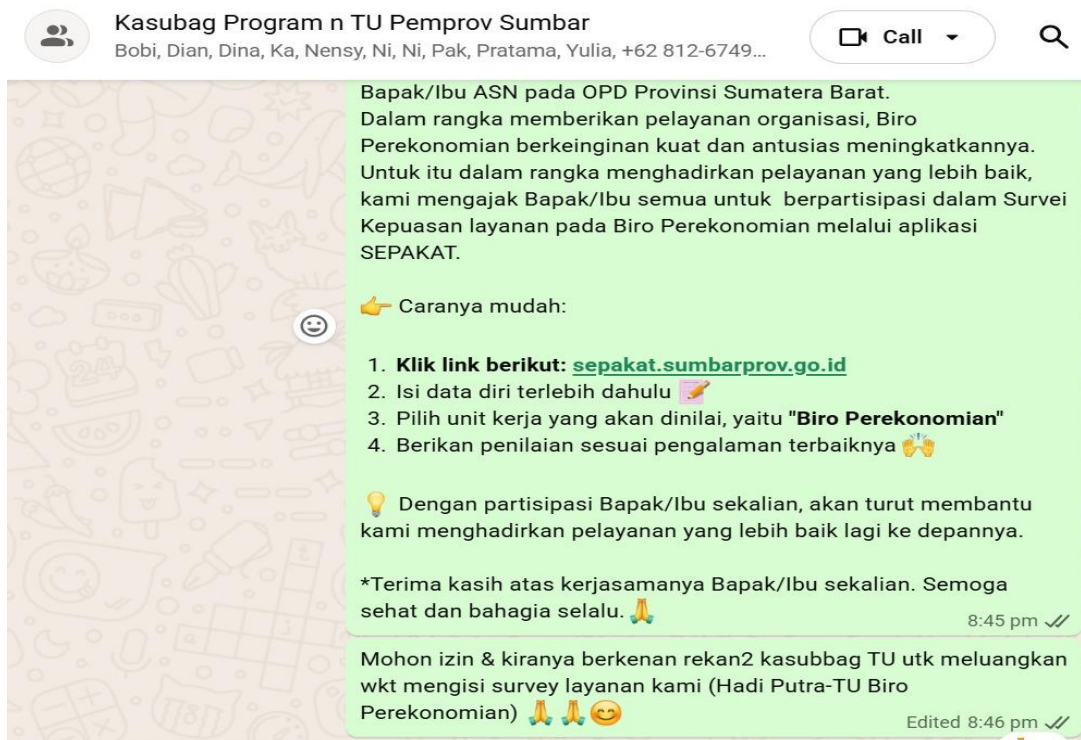 Kasubag Program n TU Pemprov Sumbar
Bobi, Dian, Dina, Ka, Nensy, Ni, Ni, Pak, Pratama, Yulia, +62 812-6749...
Call
Bapak/Ibu ASN pada OPD Provinsi Sumatera Barat.
Dalam rangka memberikan pelayanan organisasi, Biro
Perekonomian berkeinginan kuat dan antusias meningkatkannya.
Untuk itu dalam rangka menghadirkan pelayanan yang lebih baik,
kami mengajak Bapak/Ibu semua untuk berpartisipasi dalam Survei
Kepuasan layanan pada Biro Perekonomian melalui aplikasi
SEPAKAT.
👉 Caranya mudah:
1. Klik link berikut: sepakat.sumbarprov.go.id
2. Isi data diri terlebih dahulu 📝
3. Pilih unit kerja yang akan dinilai, yaitu "Biro Perekonomian"
4. Berikan penilaian sesuai pengalaman terbaiknya 🙌
💡 Dengan partisipasi Bapak/Ibu sekalian, akan turut membantu
kami menghadirkan pelayanan yang lebih baik lagi ke depannya.
*Terima kasih atas kerjasamanya Bapak/Ibu sekalian. Semoga
sehat dan bahagia selalu. 🙏
8:45 pm
Mohon izin & kiranya berkenan rekan2 kasubbag TU utk meluangkan
wkt mengisi survey layanan kami (Hadi Putra-TU Biro
Perekonomian) 🙏🙏😊
Edited 8:46 pm